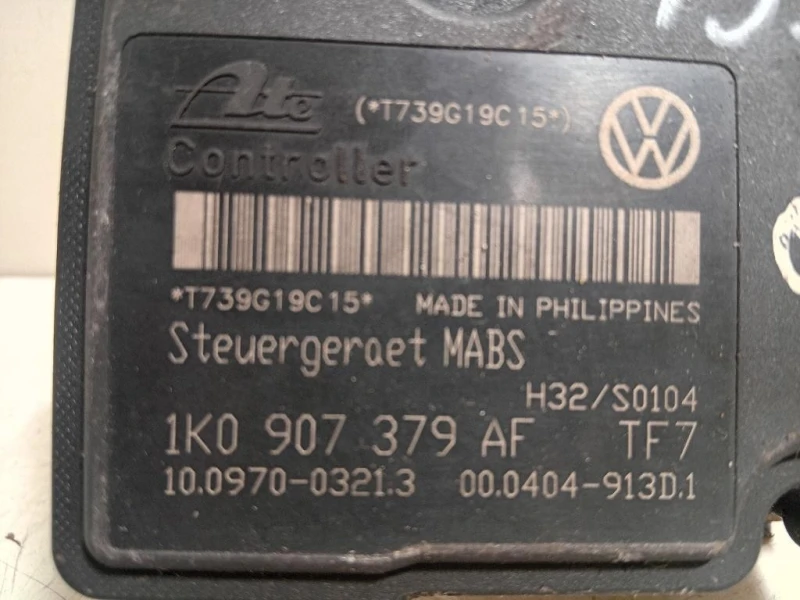 Ate (*T739G19C15*)
Controller
*T739G19C15* MADE IN PHILIPPINES
Steuergeraet MABS
H32/S0104
1K0 907 379 AF TF7
10.0970-0321.3 00.0404-913D.1